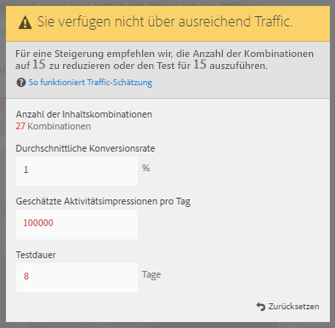 Sie verfügen nicht über ausreichend Traffic.
Für eine Steigerung empfehlen wir, die Anzahl der Kombinationen
auf 15 zu reduzieren oder den Test für 15 auszuführen.
So funktioniert Traffic-Schätzung
Anzahl der Inhaltskombinationen
27 Kombinationen
Durchschnittliche Konversionsrate
1 %
Geschätzte Aktivitätsimpressionen pro Tag
100000
Testdauer
8 Tage
Zurücksetzen